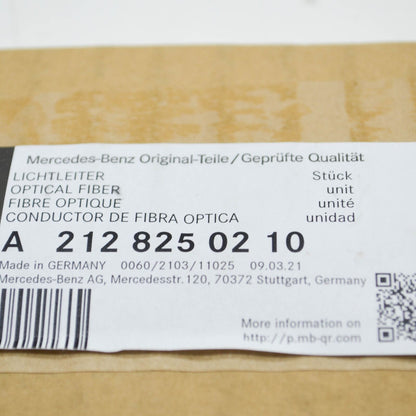 Mercedes-Benz Original-Teile/Geprüfte Qualität
LICHTLEITER Stück
OPTICAL FIBER unit
FIBRE OPTIQUE unité
CONDUCTOR DE FIBRA OPTICA unidad
A 212 825 02 10
Made in GERMANY 0060/2103/11025 09.03.21
Mercedes-Benz AG, Mercedesstr.120, 70372 Stuttgart, Germany
More information on
http://p.mb-qr.com